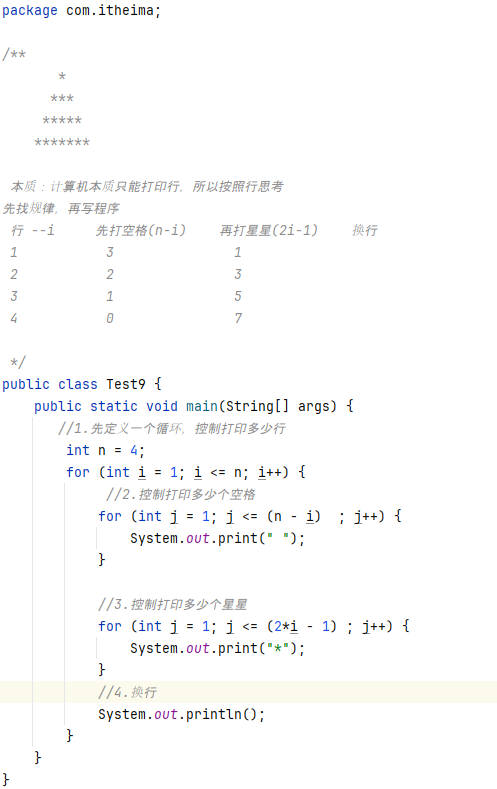 package com.itheima;
/**
*
***
*****
*******
本质：计算机本质只能打印行，所以按照行思考
先找规律，再写程序
行 --i 先打空格(n-i) 再打星星(2i-1) 换行
1 3 1
2 2 3
3 1 5
4 0 7
*/
public class Test9 {
public static void main(String[] args) {
//1.先定义一个循环，控制打印多少行
int n = 4;
for (int i = 1; i <= n; i++) {
//2.控制打印多少个空格
for (int j = 1; j <= (n - i)  ; j++) {
System.out.print(" ");
}
//3.控制打印多少个星星
for (int j = 1; j <= (2*i - 1) ; j++) {
System.out.print("*");
}
//4.换行
System.out.println();
}
}
}